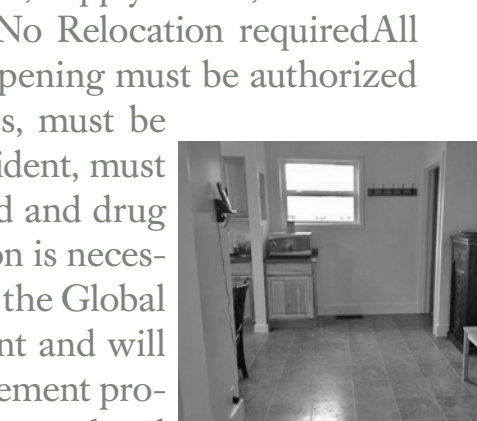 No Relocation requiredAll
pening must be authorized
s, must be
ident, must
d and drug
on is neces-
the Global
nt and will
ement pro-